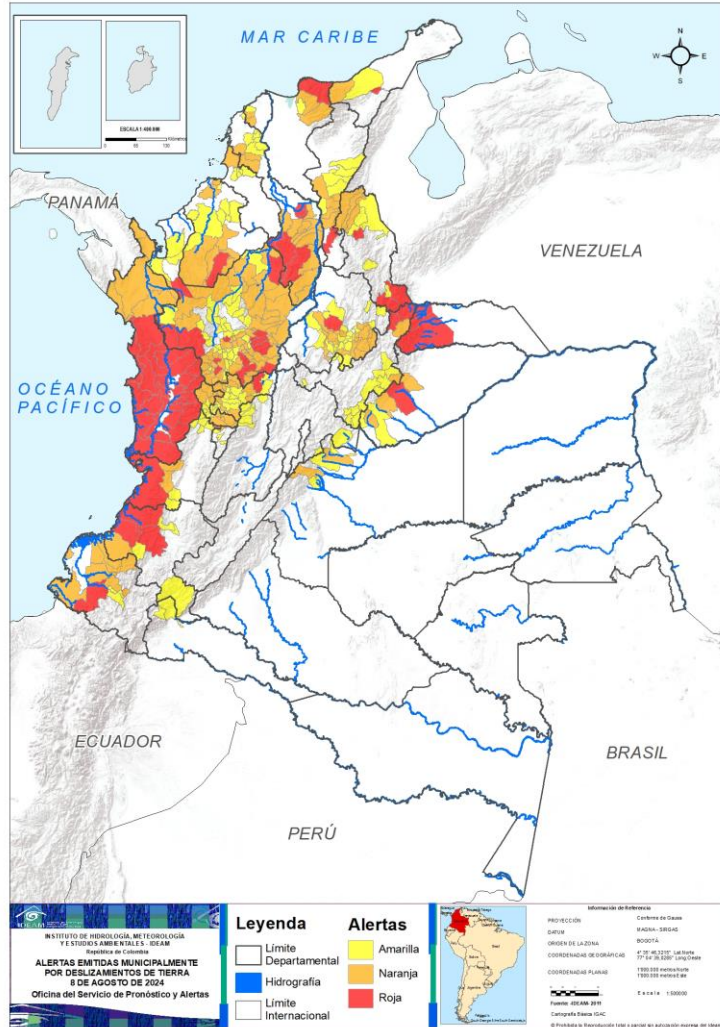 MAR CARIBE
N
W
E
S
ESCALA 1:400.000
PANAMÁ
VENEZUELA
OCÉANO
PACÍFICO
ECUADOR
BRASIL
PERÚ
IDEAM
INSTITUTO DE HIDROLOGÍA, METEOROLOGÍA
Y ESTUDIOS AMBIENTALES - IDEAM
República de Colombia
ALERTAS EMITIDAS MUNICIPALMENTE
POR DESLIZAMIENTOS DE TIERRA
8 DE AGOSTO DE 2024
Oficina del Servicio de Pronóstico y Alertas
Leyenda
Límite
Departamental
Hidrografía
Límite
Internacional
Alertas
Amarilla
Naranja
Roja
Información de Referencia
PROYECCIÓN Conforme de Gauss
DATUM MAGNA - SIRGAS
ORIGEN DE LA ZONA BOGOTÁ
COORDENADAS GEOGRÁFICAS
COORDENADAS PLANAS
Fuente: IDEAM- 2011
Cartografía Básica IGAC